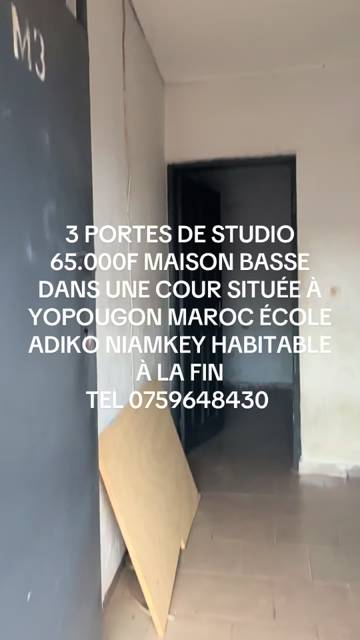 M3
3 PORTES DE STUDIO
65.000F MAISON BASSE
DANS UNE COUR SITUÉE À
YOPOUGON MAROC ÉCOLE
ADIKO NIAMKEY HABITABLE
À LA FIN
TEL 0759648430